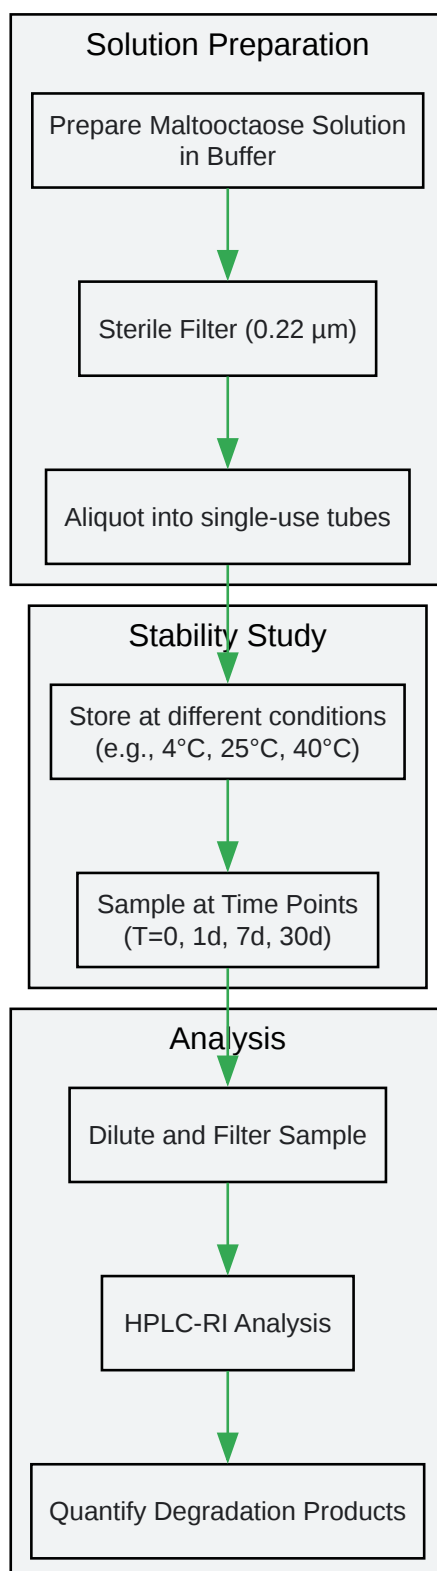 Solution Preparation
Prepare Maltooctaose Solution
in Buffer
Sterile Filter (0.22 µm)
Aliquot into single-use tubes
Stability Study
Store at different conditions
(e.g., 4°C, 25°C, 40°C)
Sample at Time Points
(T=0, 1d, 7d, 30d)
Analysis
Dilute and Filter Sample
HPLC-RI Analysis
Quantify Degradation Products